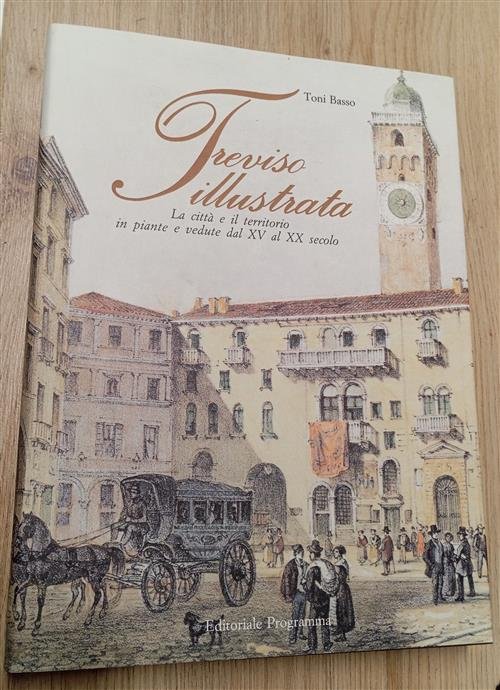 Toni Basso
Treviso
illustrata
La città e il territorio
in piante e vedute dal XV al XX secolo
Editoriale Programma